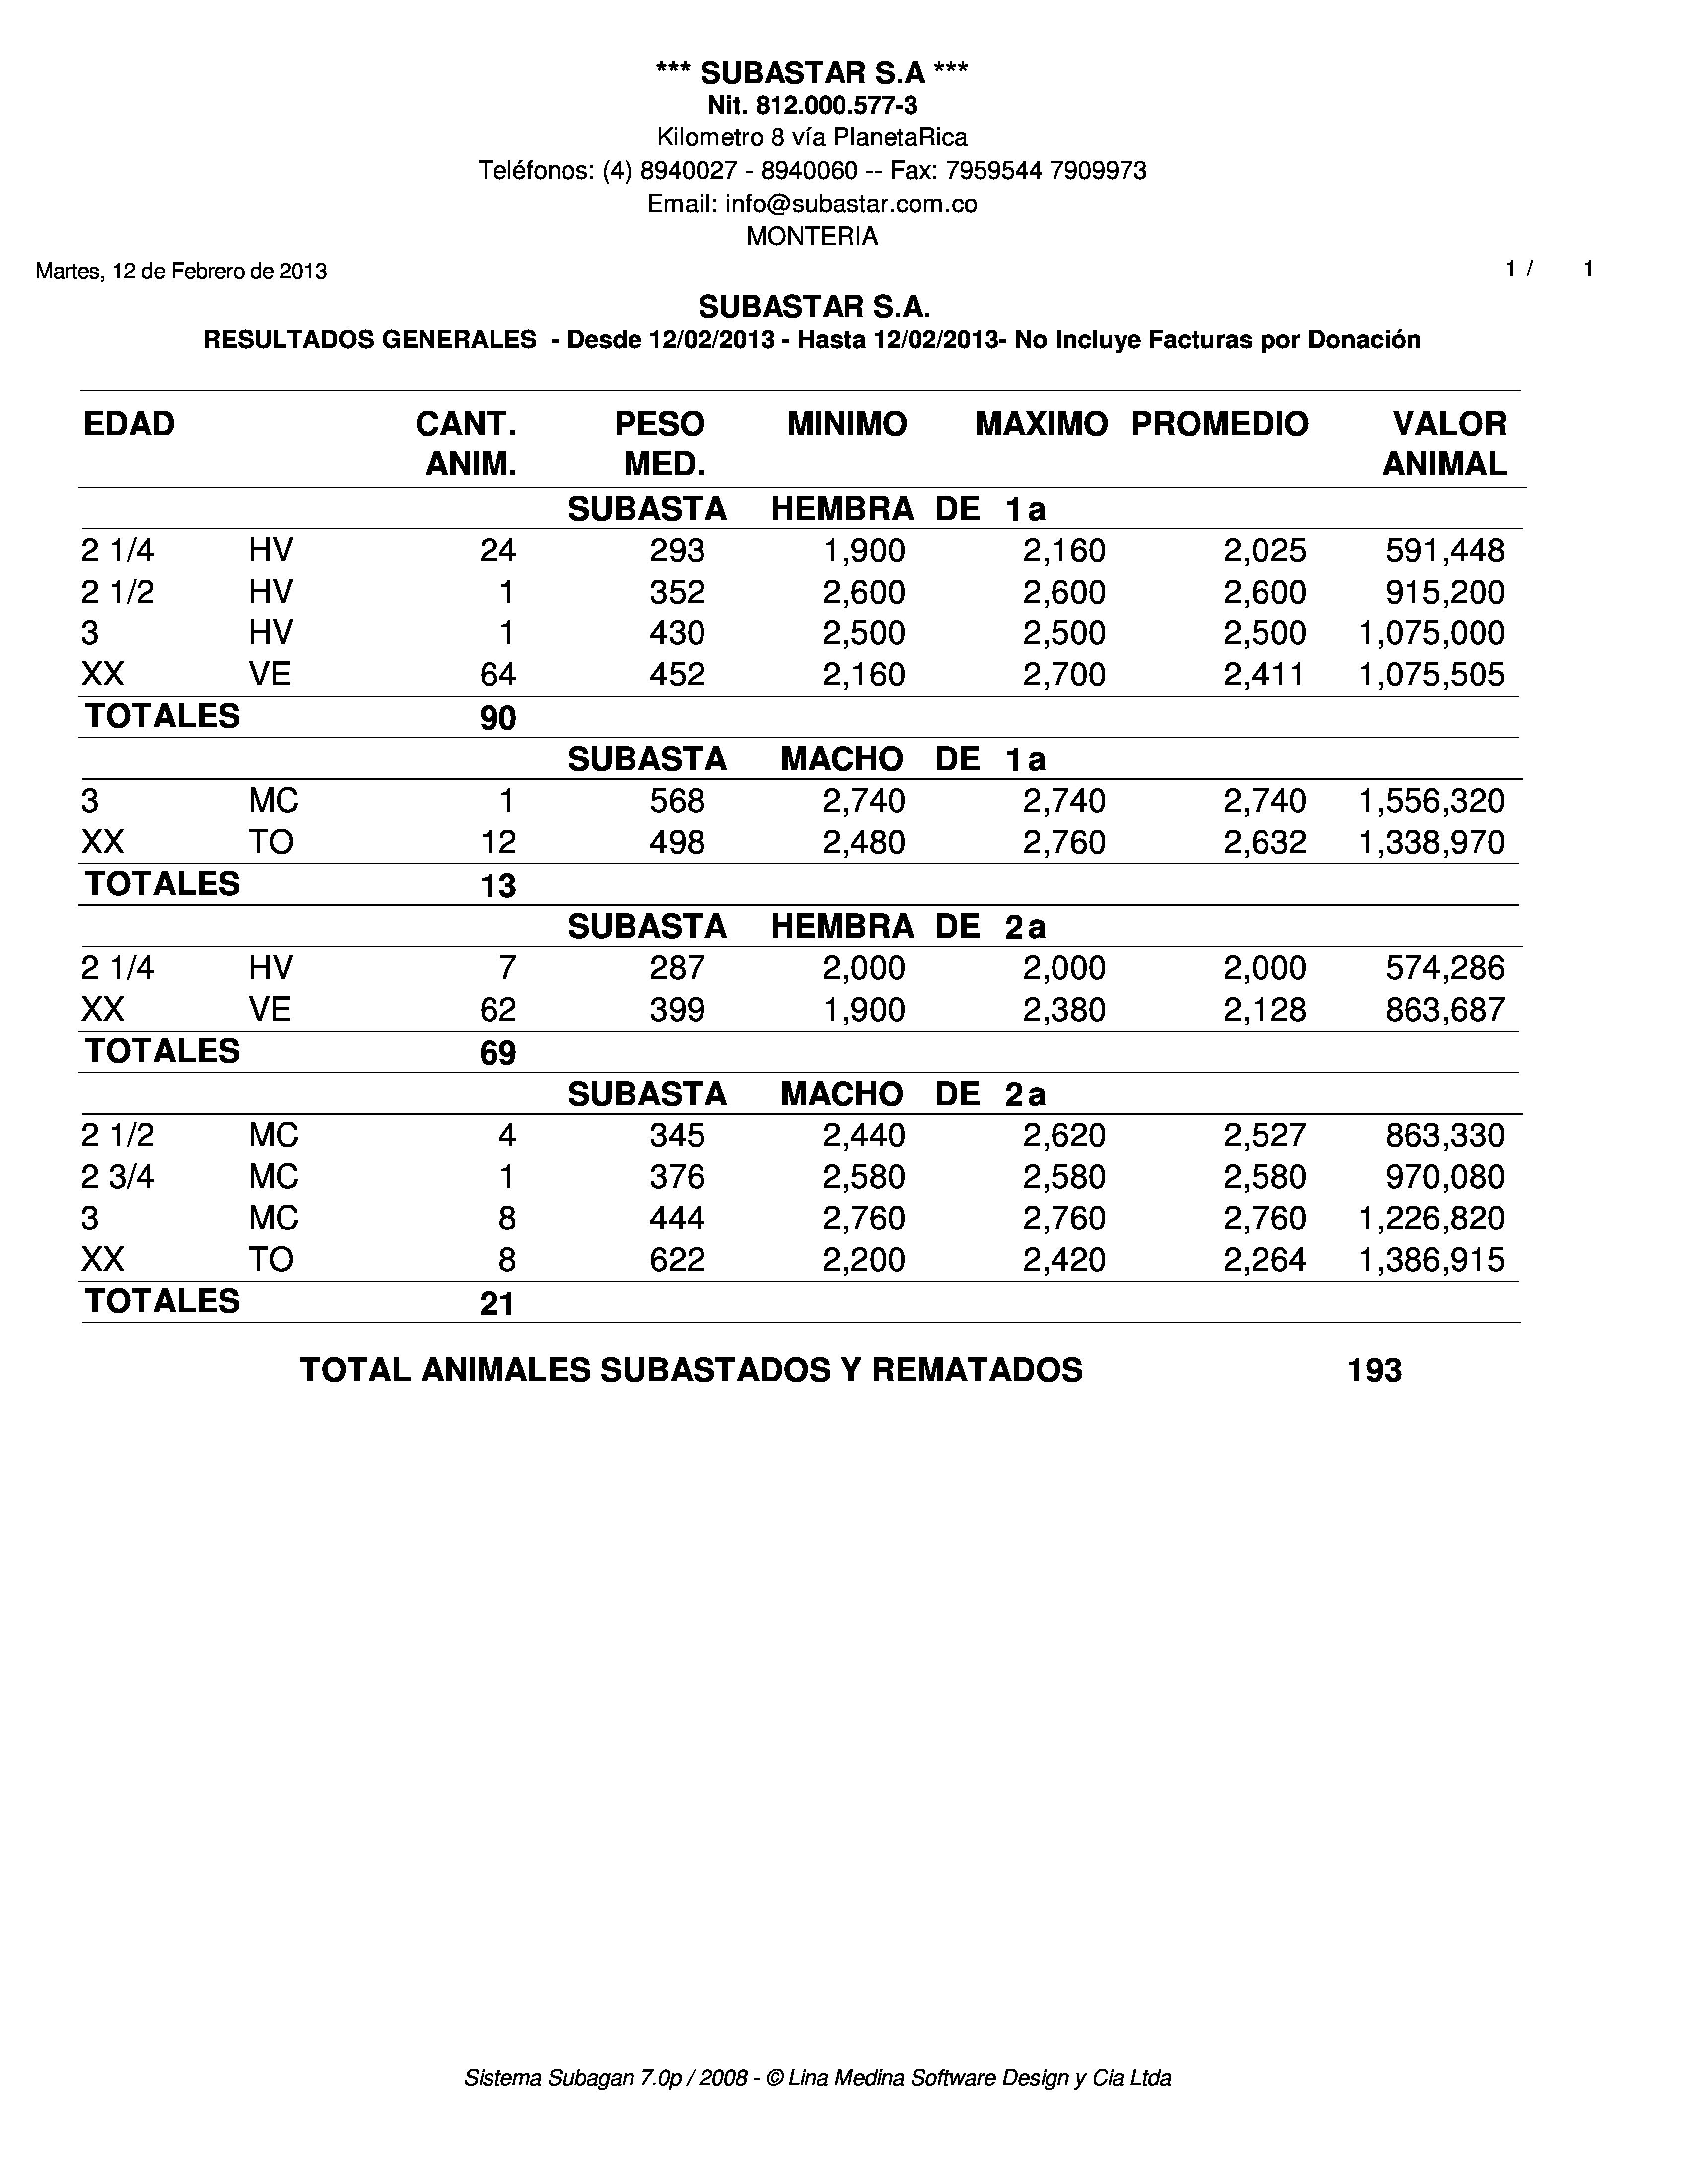 *** SUBASTAR S.A ***
Nit. 812.000.577-3
Kilometro 8 vía PlanetaRica
Teléfonos: (4) 8940027 - 8940060 -- Fax: 7959544 7909973
Email: info@subastar.com.co
MONTERIA
Martes, 12 de Febrero de 2013 1 / 1
SUBASTAR S.A.
RESULTADOS GENERALES - Desde 12/02/2013 - Hasta 12/02/2013- No Incluye Facturas por Donación
EDAD CANT. PESO MINIMO MAXIMO PROMEDIO VALOR
ANIM. MED. ANIMAL
SUBASTA HEMBRA DE 1a
2 1/4 HV 24 293 1,900 2,160 2,025 591,448
2 1/2 HV 1 352 2,600 2,600 2,600 915,200
3 HV 1 430 2,500 2,500 2,500 1,075,000
XX VE 64 452 2,160 2,700 2,411 1,075,505
TOTALES 90
SUBASTA MACHO DE 1a
3 MC 1 568 2,740 2,740 2,740 1,556,320
XX TO 12 498 2,480 2,760 2,632 1,338,970
TOTALES 13
SUBASTA HEMBRA DE 2a
2 1/4 HV 7 287 2,000 2,000 2,000 574,286
XX VE 62 399 1,900 2,380 2,128 863,687
TOTALES 69
SUBASTA MACHO DE 2a
2 1/2 MC 4 345 2,440 2,620 2,527 863,330
2 3/4 MC 1 376 2,580 2,580 2,580 970,080
3 MC 8 444 2,760 2,760 2,760 1,226,820
XX TO 8 622 2,200 2,420 2,264 1,386,915
TOTALES 21
TOTAL ANIMALES SUBASTADOS Y REMATADOS 193
Sistema Subagan 7.0p / 2008 - © Lina Medina Software Design y Cia Ltda